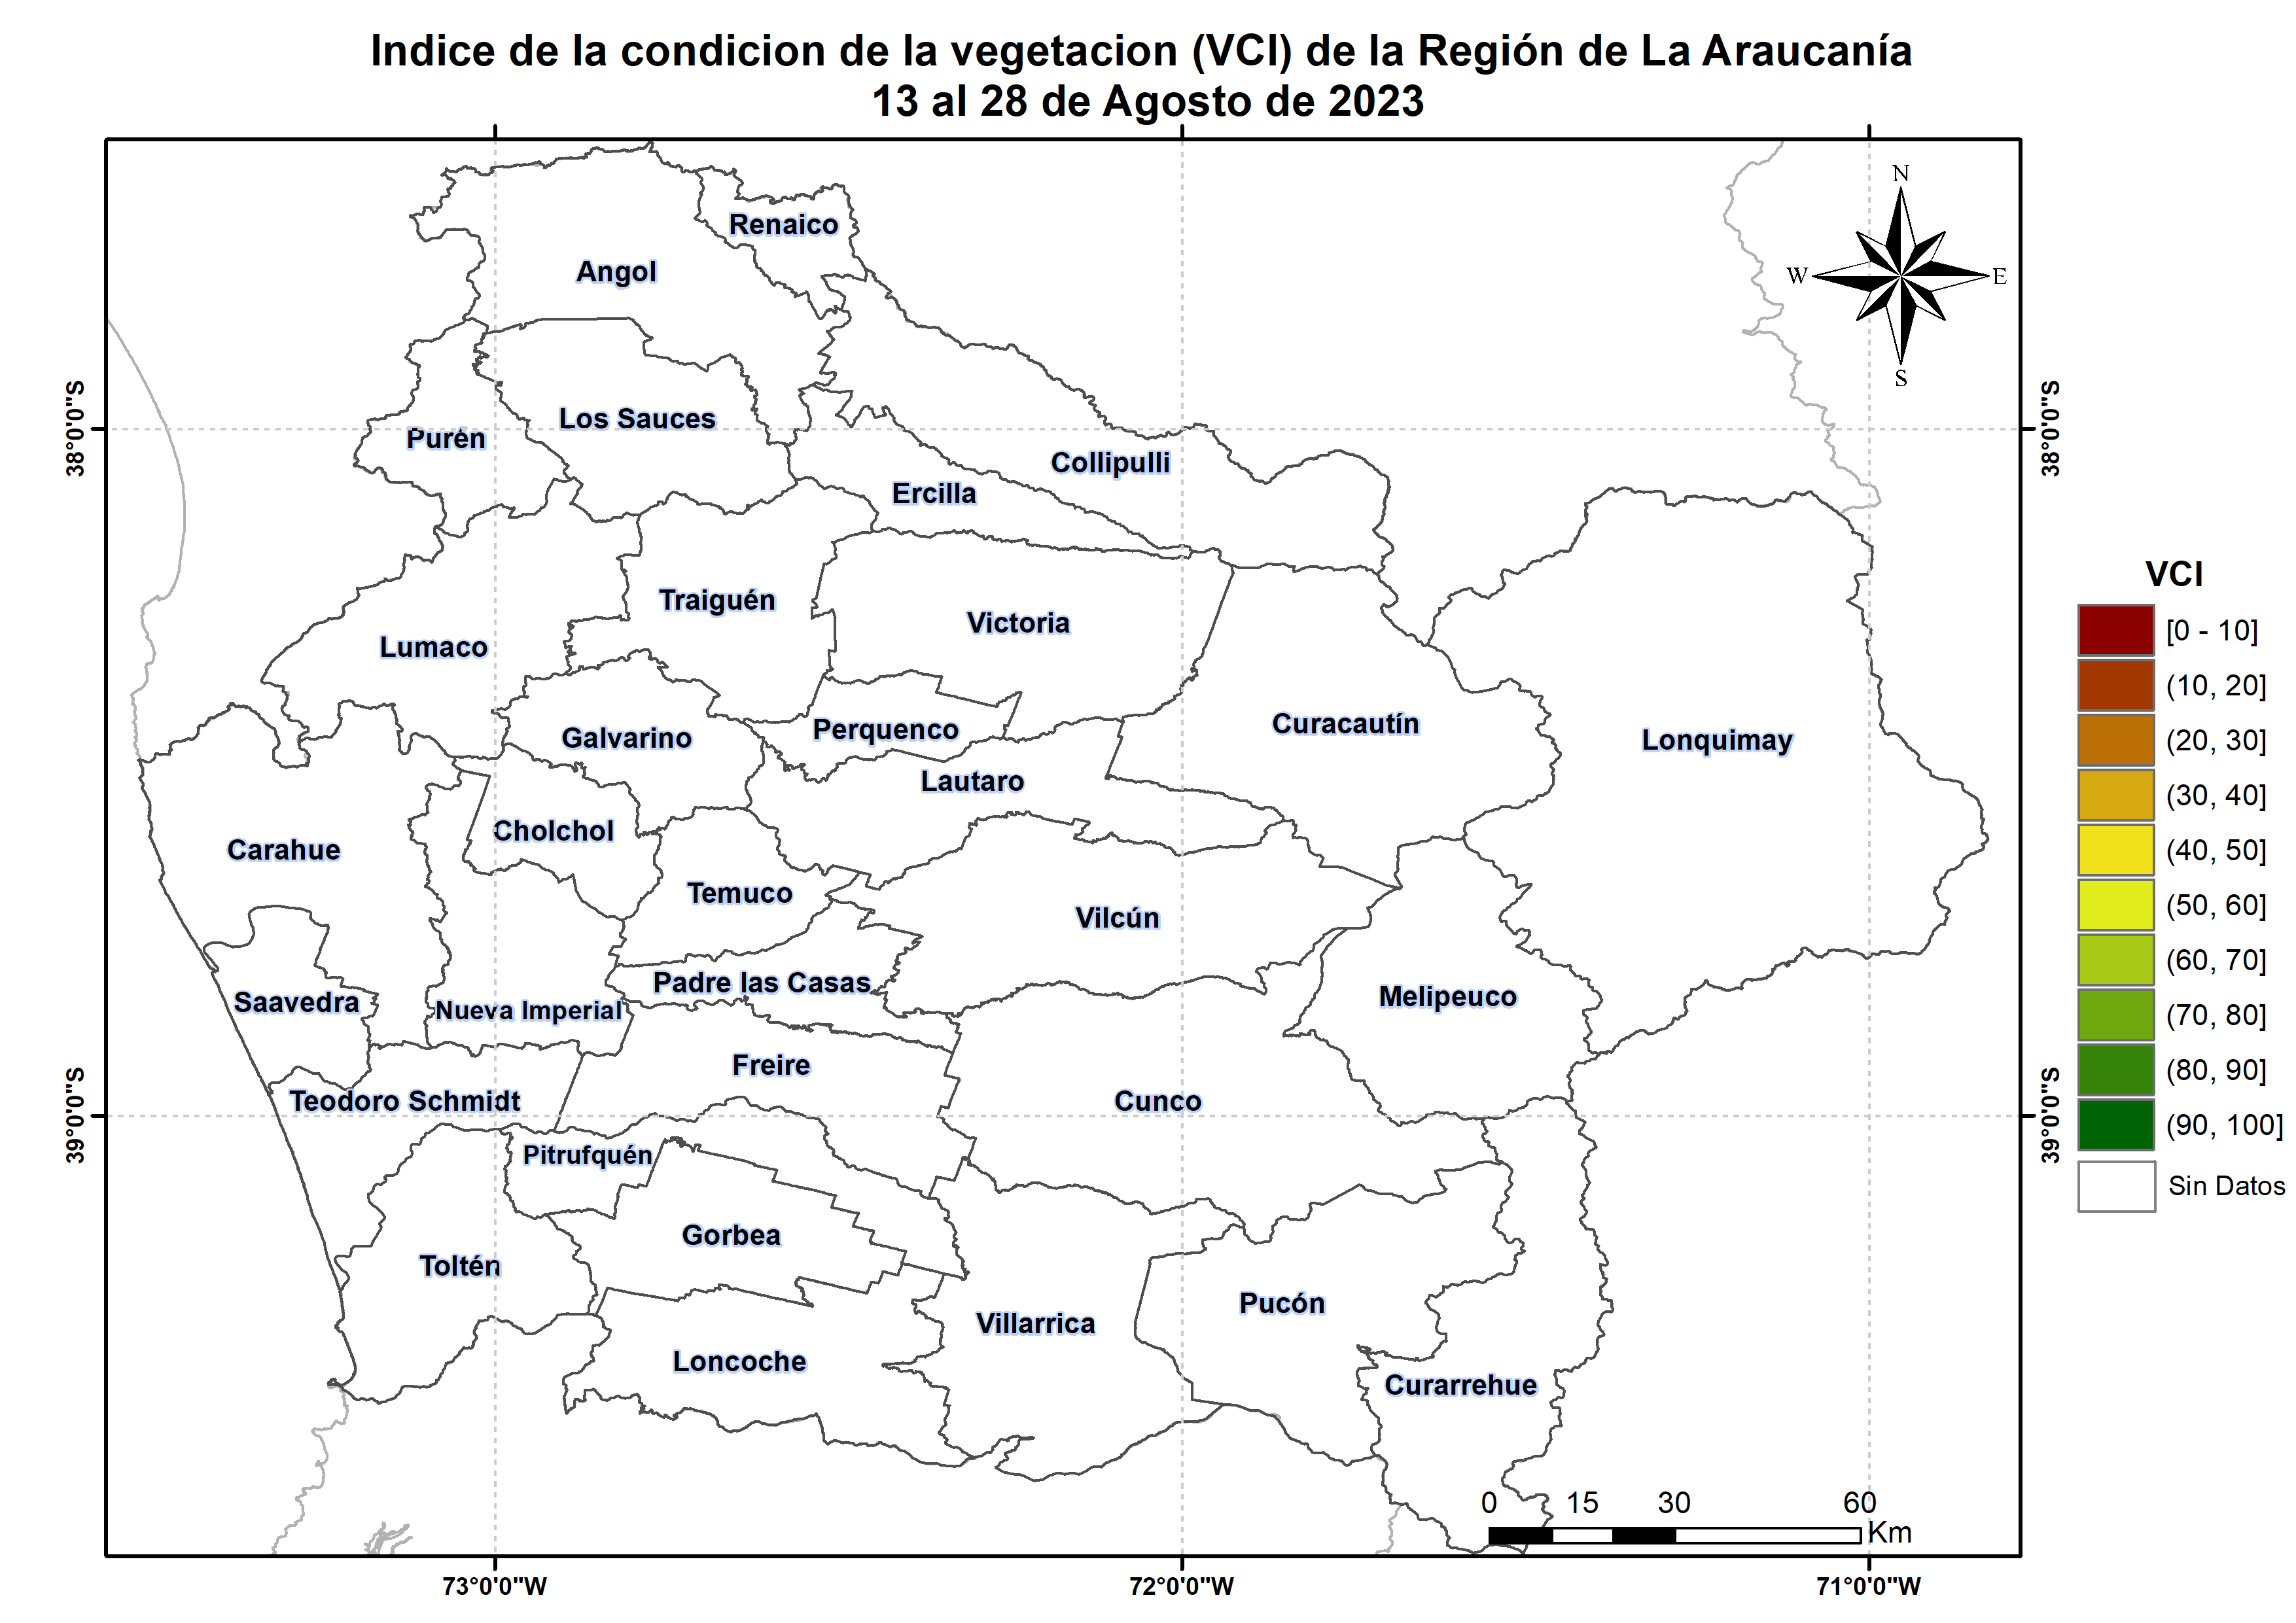 Indice de la condicion de la vegetacion (VCI) de la Región de La Araucanía
13 al 28 de Agosto de 2023
N
W
E
S
Renaico
Angol
Los Sauces
Purén
Collipulli
Ercilla
Traiguén
Victoria
Lumaco
Curacautín
Perquenco
Galvarino
Lonquimay
Lautaro
Cholchol
Carahue
Temuco
Vilcún
Padre las Casas
Melipeuco
Saavedra
Nueva Imperial
Freire
Teodoro Schmidt
Cunco
Pitrufquén
Gorbea
Toltén
Pucón
Villarrica
Loncoche
Curarrehue
38°0'0"S
39°0'0"S
38°0'0"S
39°0'0"S
73°0'0"W
72°0'0"W
71°0'0"W
0 15 30 60
Km
VCI
[0 - 10]
(10, 20]
(20, 30]
(30, 40]
(40, 50]
(50, 60]
(60, 70]
(70, 80]
(80, 90]
(90, 100]
Sin Datos